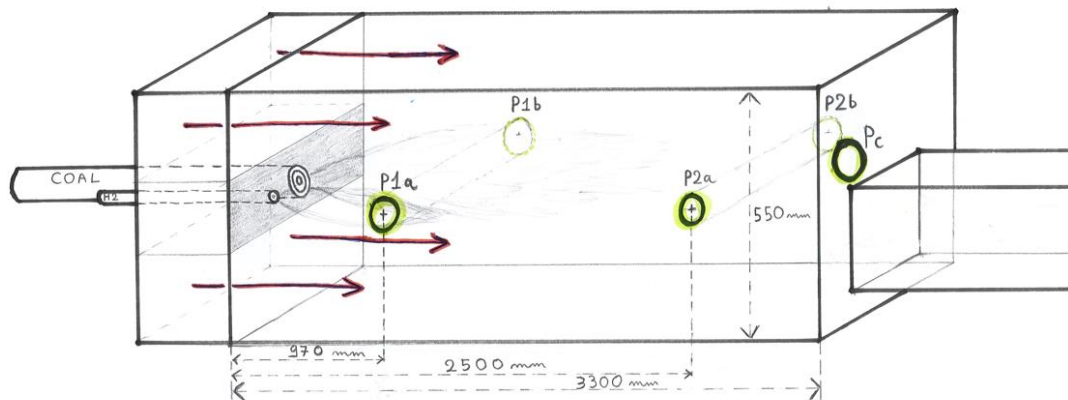 P1b
P2b
Pc
COAL
H2
P1a
P2a
550 mm
970 mm
2500 mm
3300 mm